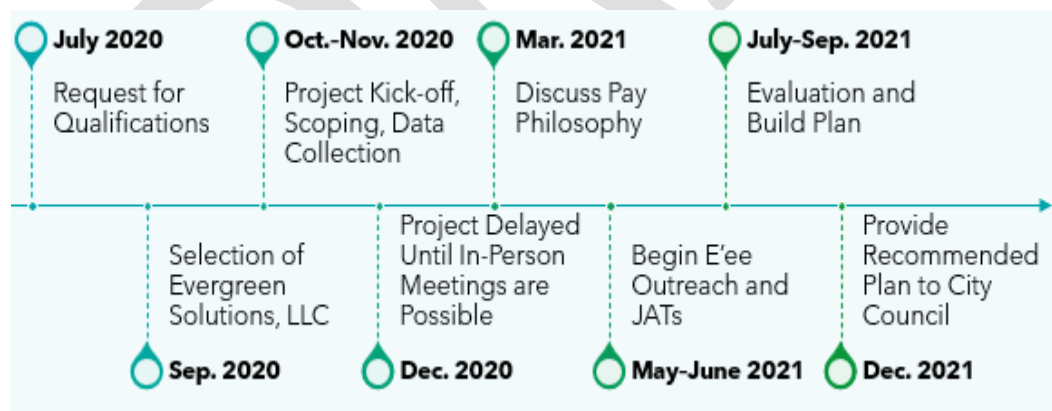 July 2020
Request for
Qualifications
Oct.-Nov. 2020
Project Kick-off,
Scoping, Data
Collection
Mar. 2021
Discuss Pay
Philosophy
July-Sep. 2021
Evaluation and
Build Plan
Selection of
Evergreen
Solutions, LLC
Sep. 2020
Project Delayed
Until In-Person
Meetings are
Possible
Dec. 2020
Begin E'ee
Outreach and
JATs
May-June 2021
Provide
Recommended
Plan to City
Council
Dec. 2021